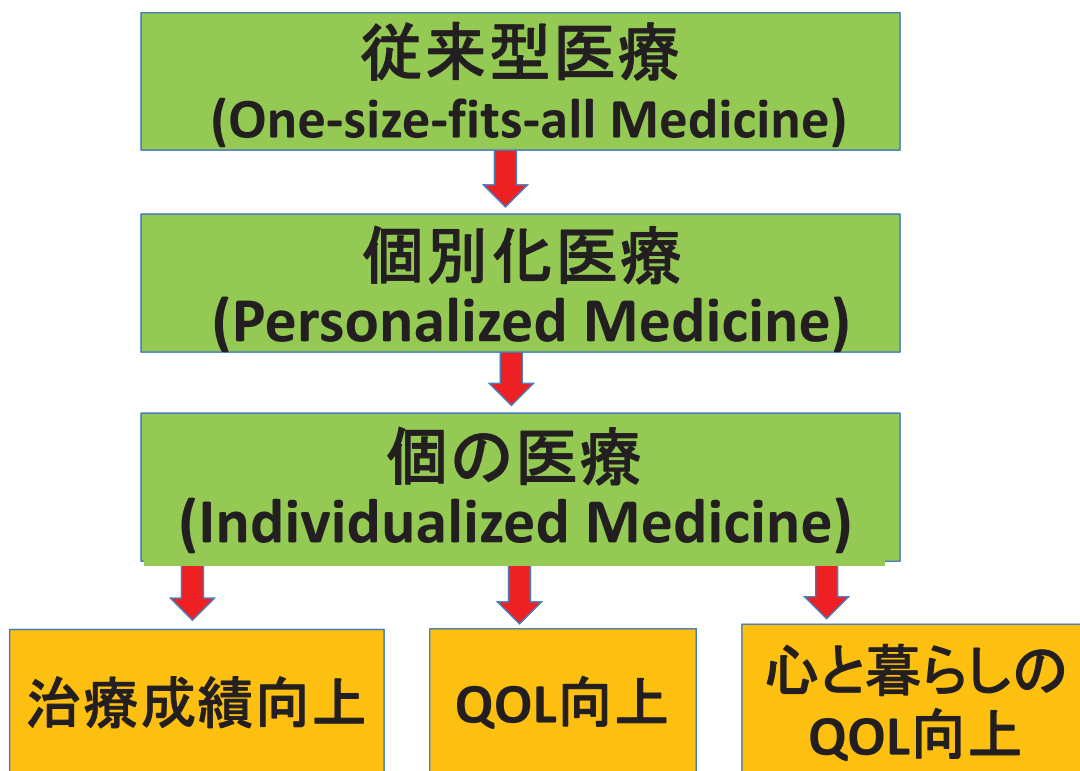 従来型医療
(One-size-fits-all Medicine)
個別化医療
(Personalized Medicine)
個の医療
(Individualized Medicine)
治療成績向上
QOL向上
心と暮らしの
QOL向上